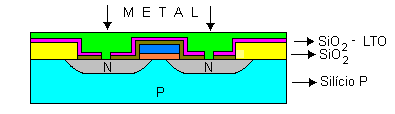 M E T A L
SiO2 - LTO
SiO2
N N
Silício P
P